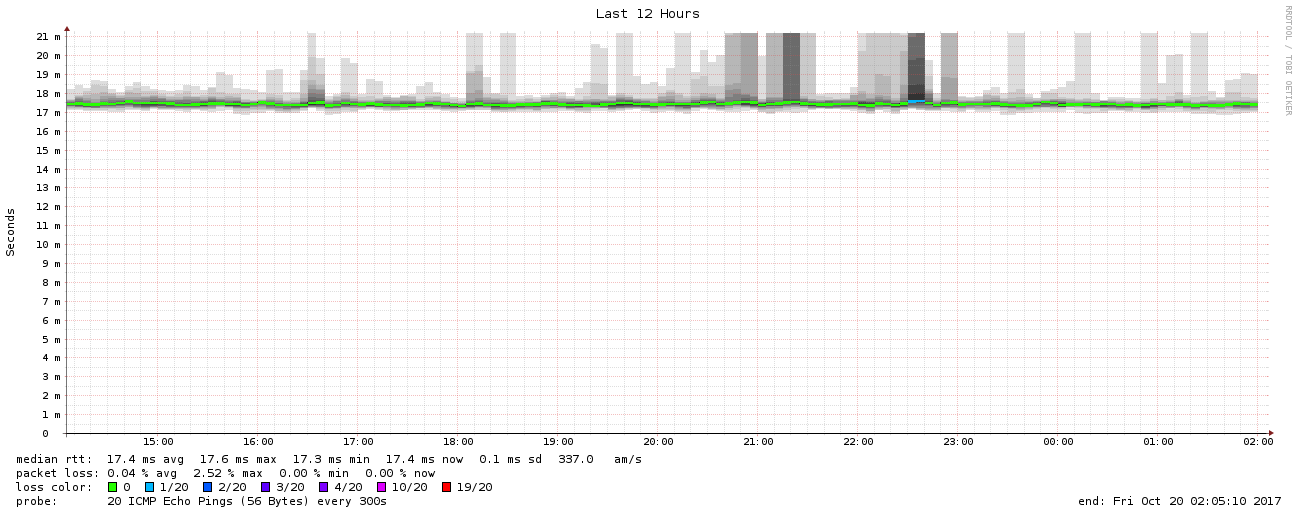 Last 12 Hours
RRDTOOL / TOBI OETIKER
Seconds
21 m
20 m
19 m
18 m
17 m
16 m
15 m
14 m
13 m
12 m
11 m
10 m
9 m
8 m
7 m
6 m
5 m
4 m
3 m
2 m
1 m
0
15:00 16:00 17:00 18:00 19:00 20:00 21:00 22:00 23:00 00:00 01:00 02:00
median rtt: 17.4 ms avg 17.6 ms max 17.3 ms min 17.4 ms now 0.1 ms sd 337.0 am/s
packet loss: 0.04 % avg 2.52 % max 0.00 % min 0.00 % now
loss color: 0 1/20 2/20 3/20 4/20 10/20 19/20
probe: 20 ICMP Echo Pings (56 Bytes) every 300s end: Fri Oct 20 02:05:10 2017